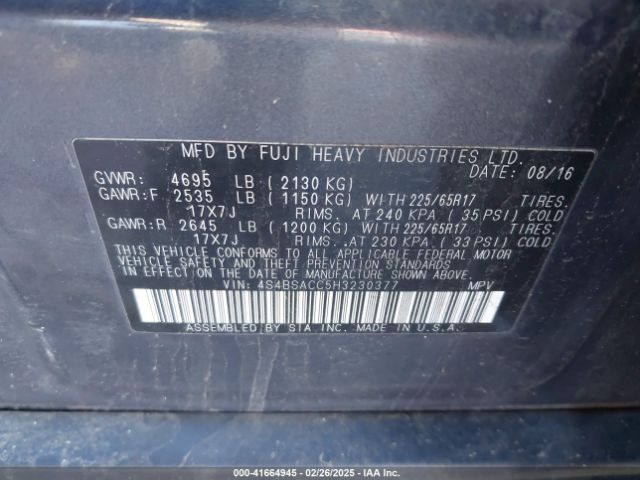 MFD BY FUJI HEAVY INDUSTRIES LTD.
DATE: 08/16
GVWR: 4695 LB ( 2130 KG)
GAWR:F 2535 LB ( 1150 KG) WITH 225/65R17 TIRES.
17X7J RIMS. AT 240 KPA ( 35 PSI) COLD
GAWR:R 2645 LB ( 1200 KG) WITH 225/65R17 TIRES.
17X7J RIMS. AT 230 KPA ( 33 PSI) COLD
THIS VEHICLE CONFORMS TO ALL APPLICABLE FEDERAL MOTOR
VEHICLE SAFETY, BUMPER, AND THEFT PREVENTION STANDARDS
IN EFFECT ON THE DATE OF MANUFACTURE SHOWN ABOVE.
VIN: 4S4BSACC5H3230377 MPV
ASSEMBLED BY SIA INC. MADE IN U.S.A.
000-41664945 - 02/26/2025 - IAA Inc.